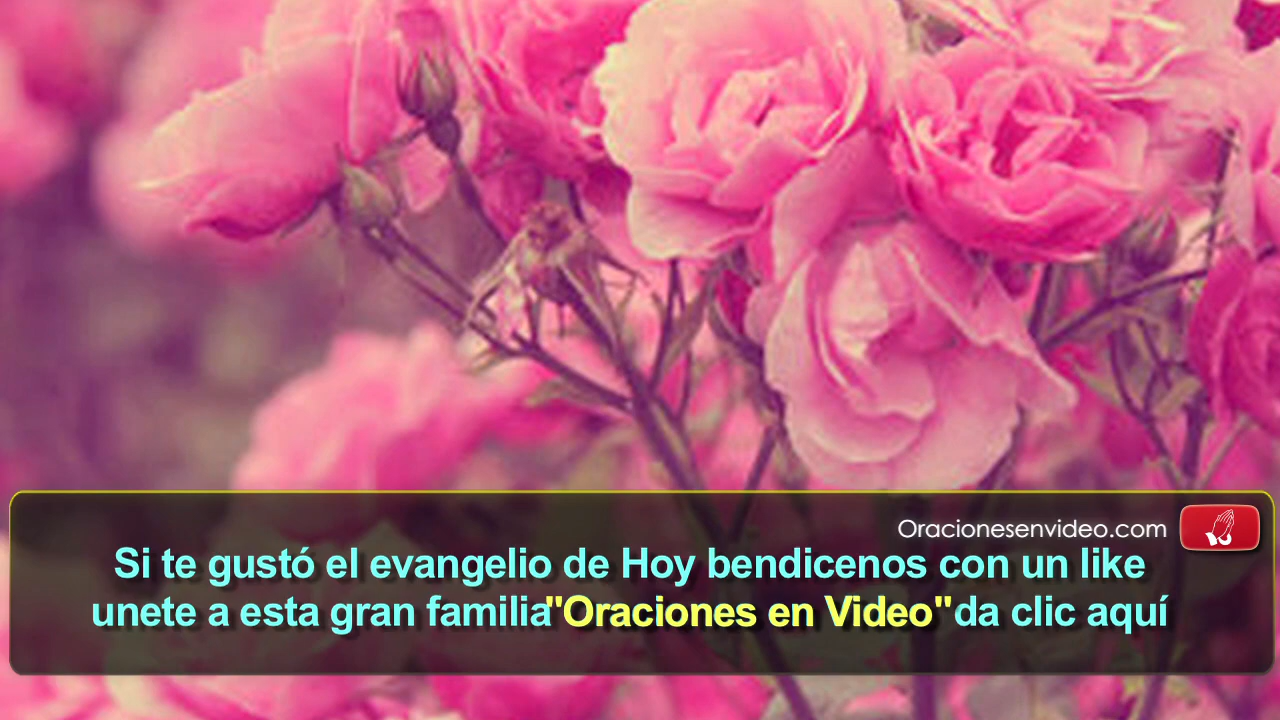 Oracionesenvideo.com
Si te gustó el evangelio de Hoy bendicenos con un like
unete a esta gran familia"Oraciones en Video"da clic aquí